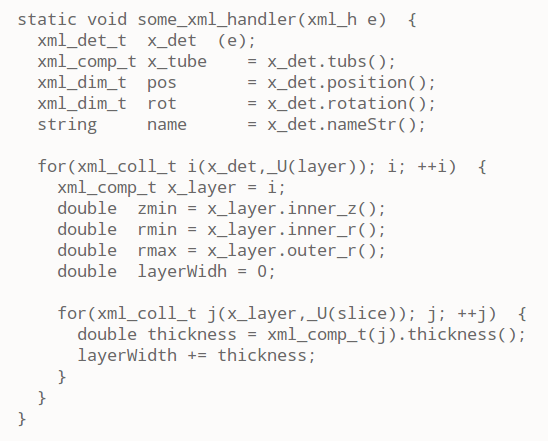 static void some_xml_handler(xml_h e)  {
  xml_det_t  x_det  (e);
  xml_comp_t x_tube    = x_det.tubs();
  xml_dim_t  pos       = x_det.position();
  xml_dim_t  rot       = x_det.rotation();
  string     name      = x_det.nameStr();

  for(xml_coll_t i(x_det,_U(layer)); i; ++i)  {
    xml_comp_t x_layer = i;
    double  zmin = x_layer.inner_z();
    double  rmin = x_layer.inner_r();
    double  rmax = x_layer.outer_r();
    double  layerWidh = 0;

    for(xml_coll_t j(x_layer,_U(slice)); j; ++j)  {
      double thickness = xml_comp_t(j).thickness();
      layerWidth += thickness;
    }
  }
}